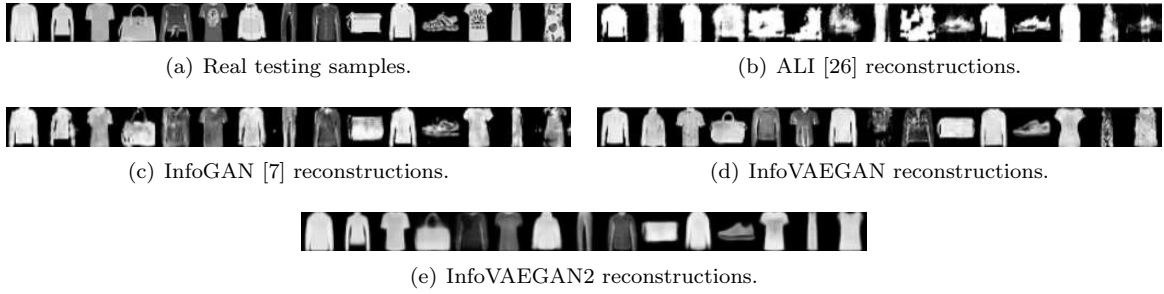 (a) Real testing samples.
(b) ALI [26] reconstructions.
(c) InfoGAN [7] reconstructions.
(d) InfoVAEGAN reconstructions.
(e) InfoVAEGAN2 reconstructions.